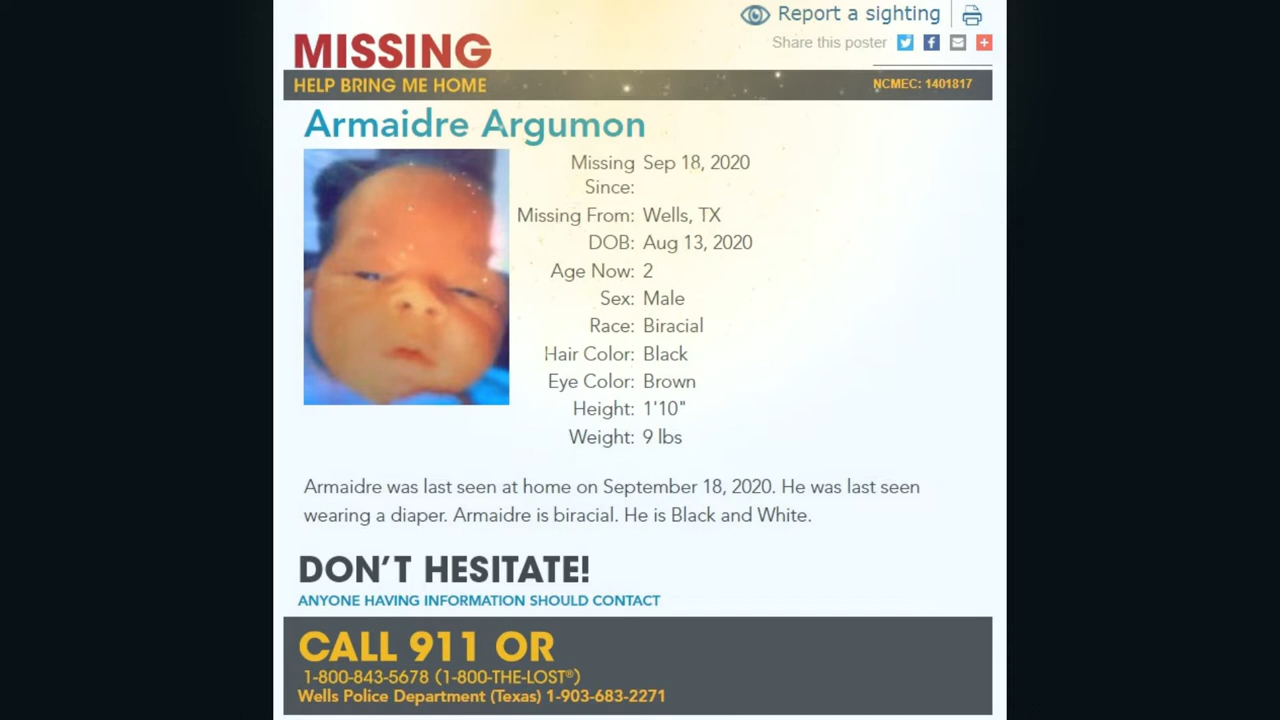 Report a sighting
Share this poster
MISSING
HELP BRING ME HOME
NCMEC: 1401817
Armaidre Argumon
Missing Since: Sep 18, 2020
Missing From: Wells, TX
DOB: Aug 13, 2020
Age Now: 2
Sex: Male
Race: Biracial
Hair Color: Black
Eye Color: Brown
Height: 1'10"
Weight: 9 lbs
Armaidre was last seen at home on September 18, 2020. He was last seen
wearing a diaper. Armaidre is biracial. He is Black and White.
DON'T HESITATE!
ANYONE HAVING INFORMATION SHOULD CONTACT
CALL 911 OR
1-800-843-5678 (1-800-THE-LOST®)
Wells Police Department (Texas) 1-903-683-2271